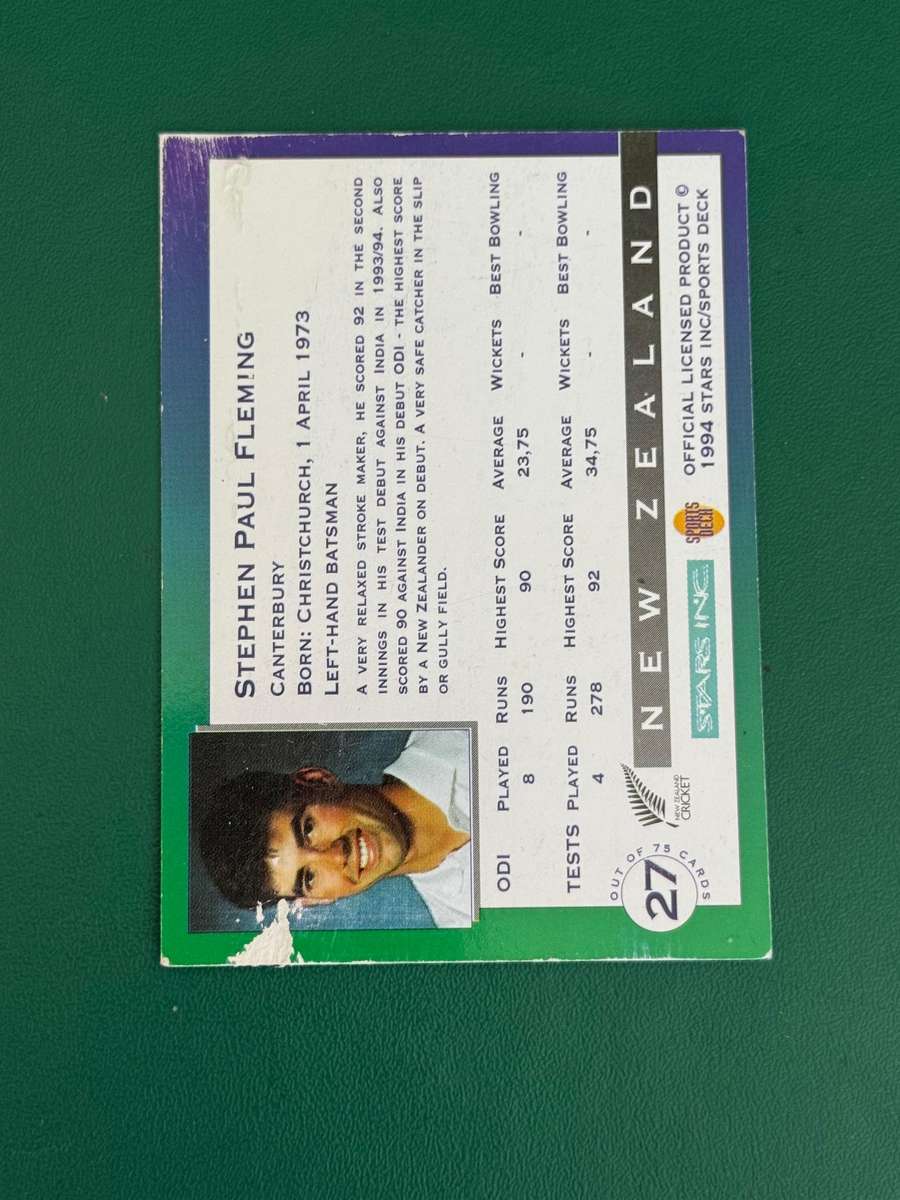 STEPHEN PAUL FLEMING
CANTERBURY
BORN: CHRISTCHURCH, 1 APRIL 1973
LEFT-HAND BATSMAN
A VERY RELAXED STROKE MAKER, HE SCORED 92 IN THE SECOND
INNINGS IN HIS TEST DEBUT AGAINST INDIA IN 1993/94. ALSO
SCORED 90 AGAINST INDIA IN HIS DEBUT ODI - THE HIGHEST SCORE
BY A NEW ZEALANDER ON DEBUT. A VERY SAFE CATCHER IN THE SLIP
OR GULLY FIELD.
ODI PLAYED RUNS HIGHEST SCORE AVERAGE WICKETS BEST BOWLING
8 190 90 23,75 - -
TESTS PLAYED RUNS HIGHEST SCORE AVERAGE WICKETS BEST BOWLING
4 278 92 34,75 - -
NEW ZEALAND
NEW ZEALAND
CRICKET
27
OUT OF 75 CARDS
STARS INC.
SPORTS
DECK
OFFICIAL LICENSED PRODUCT ©
1994 STARS INC/SPORTS DECK